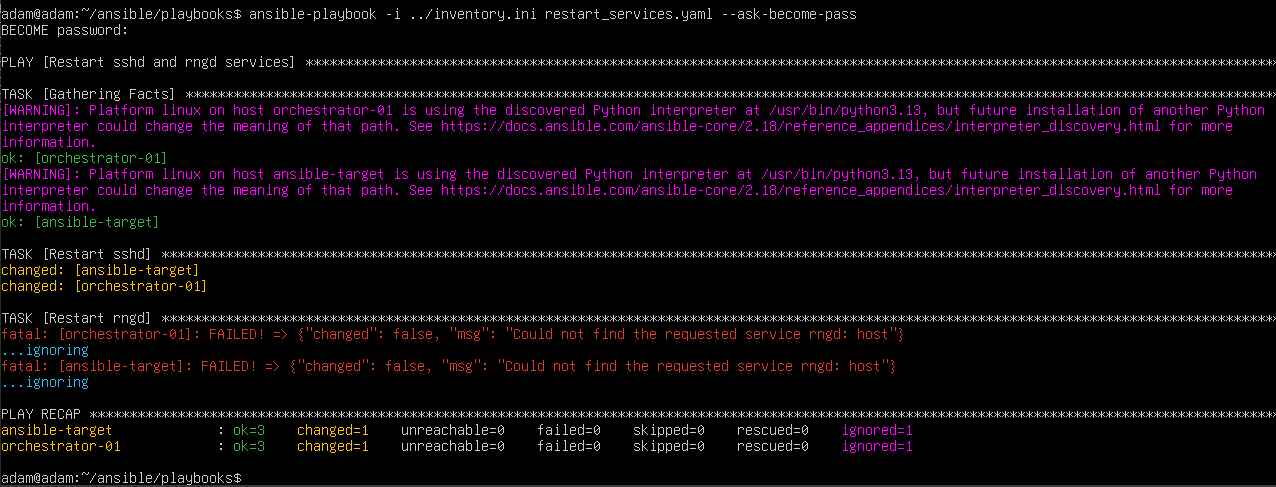 adam@adam:~/ansible/playbooks$ ansible-playbook -i ../inventory.ini restart_services.yaml --ask-become-pass
BECOME password:
PLAY [Restart sshd and rngd services] *************************************************************************************************************************
TASK [Gathering Facts] ****************************************************************************************************************************************
[WARNING]: Platform linux on host orchestrator-01 is using the discovered Python interpreter at /usr/bin/python3.13, but future installation of another Python
interpreter could change the meaning of that path. See https://docs.ansible.com/ansible-core/2.18/reference_appendices/interpreter_discovery.html for more
information.
ok: [orchestrator-01]
[WARNING]: Platform linux on host ansible-target is using the discovered Python interpreter at /usr/bin/python3.13, but future installation of another Python
interpreter could change the meaning of that path. See https://docs.ansible.com/ansible-core/2.18/reference_appendices/interpreter_discovery.html for more
information.
ok: [ansible-target]
TASK [Restart sshd] *******************************************************************************************************************************************
changed: [ansible-target]
changed: [orchestrator-01]
TASK [Restart rngd] *******************************************************************************************************************************************
fatal: [orchestrator-01]: FAILED! => {"changed": false, "msg": "Could not find the requested service rngd: host"}
...ignoring
fatal: [ansible-target]: FAILED! => {"changed": false, "msg": "Could not find the requested service rngd: host"}
...ignoring
PLAY RECAP ****************************************************************************************************************************************************
ansible-target             : ok=3    changed=1    unreachable=0    failed=0    skipped=0    rescued=0    ignored=1
orchestrator-01            : ok=3    changed=1    unreachable=0    failed=0    skipped=0    rescued=0    ignored=1
adam@adam:~/ansible/playbooks$